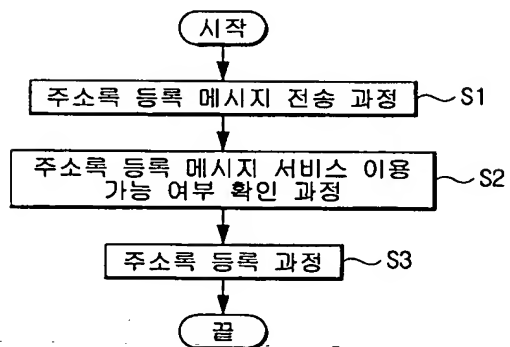 시작
주소록 등록 메시지 전송 과정
S1
주소록 등록 메시지 서비스 이용
가능 여부 확인 과정
S2
주소록 등록 과정
S3
끝